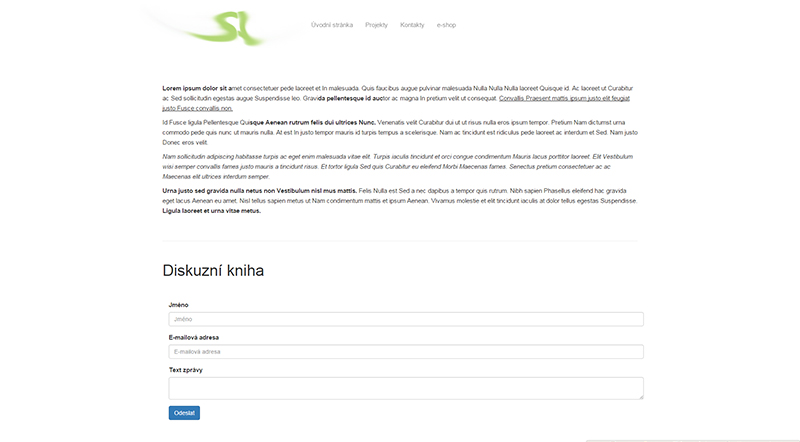 SL
Úvodní stránka Projekty Kontakty e-shop
Lorem ipsum dolor sit amet consectetuer pede laoreet et In malesuada. Quis faucibus augue pulvinar malesuada Nulla Nulla Nulla laoreet Quisque id. Ac laoreet ut Curabitur
ac Sed sollicitudin egestas augue Suspendisse leo. Gravida pellentesque id auctor ac magna In pretium velit ut consequat. Convallis Praesent mattis ipsum justo elit feugiat
justo Fusce convallis non.
Id Fusce ligula Pellentesque Quisque Aenean rutrum felis dui ultrices Nunc. Venenatis velit Curabitur dui ut ut risus nulla eros ipsum tempor. Pretium Nam dictumst urna
commodo pede quis nunc ut mauris nulla. At est In justo tempor mauris id turpis tempus a scelerisque. Nam ac tincidunt est ridiculus pede laoreet ac interdum et Sed. Nam justo
Donec eros velit.
Nam sollicitudin adipiscing habitasse turpis ac eget enim malesuada vitae elit. Turpis iaculis tincidunt et orci congue condimentum Mauris lacus porttitor laoreet. Elit Vestibulum
wisi semper convallis fames justo mauris a tincidunt risus. Et tortor ligula Sed quis Curabitur eu eleifend Morbi Maecenas fames. Senectus pretium consectetuer ac ac
Maecenas elit ultrices interdum semper.
Urna justo sed gravida nulla netus non Vestibulum nisl mus mattis. Felis Nulla est Sed a nec dapibus a tempor quis rutrum. Nibh sapien Phasellus eleifend hac gravida
eget lacus Aenean eu amet. Nisl tellus sapien metus ut Nam condimentum mattis et ipsum Aenean. Vivamus molestie et elit tincidunt iaculis at dolor tellus egestas Suspendisse.
Ligula laoreet et urna vitae metus.
Diskuzní kniha
Jméno
Jméno
E-mailová adresa
E-mailová adresa
Text zprávy
Odeslat